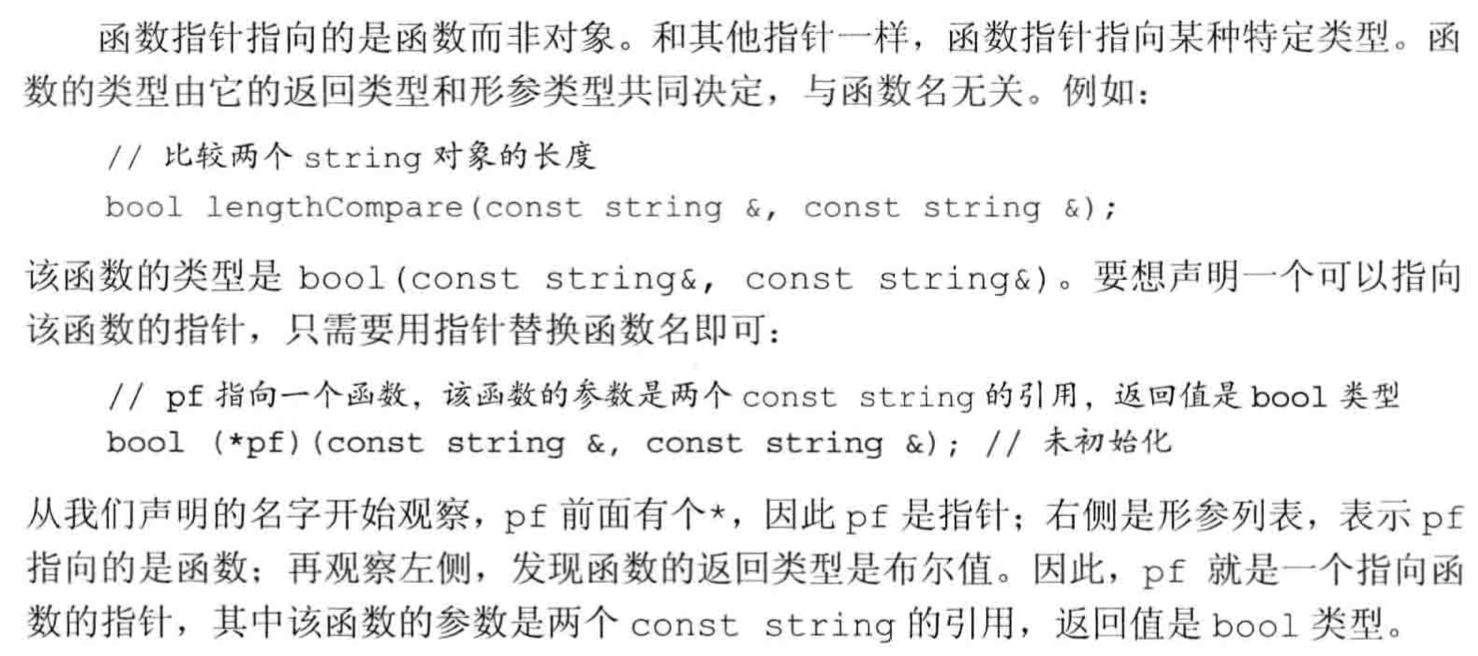 函数指针指向的是函数而非对象。和其他指针一样，函数指针指向某种特定类型。函
数的类型由它的返回类型和形参类型共同决定，与函数名无关。例如：
// 比较两个 string 对象的长度
bool lengthCompare(const string &, const string &);
该函数的类型是 bool(const string&, const string&)。要想声明一个可以指向
该函数的指针，只需要用指针替换函数名即可：
// pf 指向一个函数，该函数的参数是两个 const string 的引用，返回值是 bool 类型
bool (*pf)(const string &, const string &); // 未初始化
从我们声明的名字开始观察，pf 前面有个*，因此 pf 是指针；右侧是形参列表，表示 pf
指向的是函数；再观察左侧，发现函数的返回类型是布尔值。因此，pf 就是一个指向函
数的指针，其中该函数的参数是两个 const string 的引用，返回值是 bool 类型。